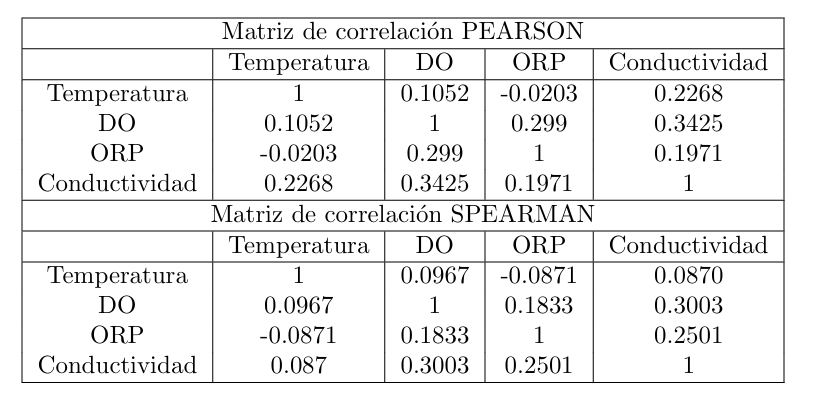 Matriz de correlación PEARSON
Temperatura DO ORP Conductividad
Temperatura 1 0.1052 -0.0203 0.2268
DO 0.1052 1 0.299 0.3425
ORP -0.0203 0.299 1 0.1971
Conductividad 0.2268 0.3425 0.1971 1
Matriz de correlación SPEARMAN
Temperatura DO ORP Conductividad
Temperatura 1 0.0967 -0.0871 0.0870
DO 0.0967 1 0.1833 0.3003
ORP -0.0871 0.1833 1 0.2501
Conductividad 0.087 0.3003 0.2501 1